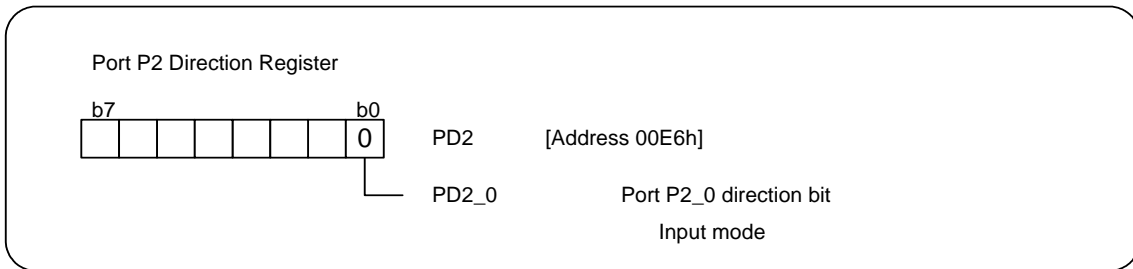 Port P2 Direction Register
b7 b0
0 PD2 [Address 00E6h]
PD2_0 Port P2_0 direction bit
Input mode